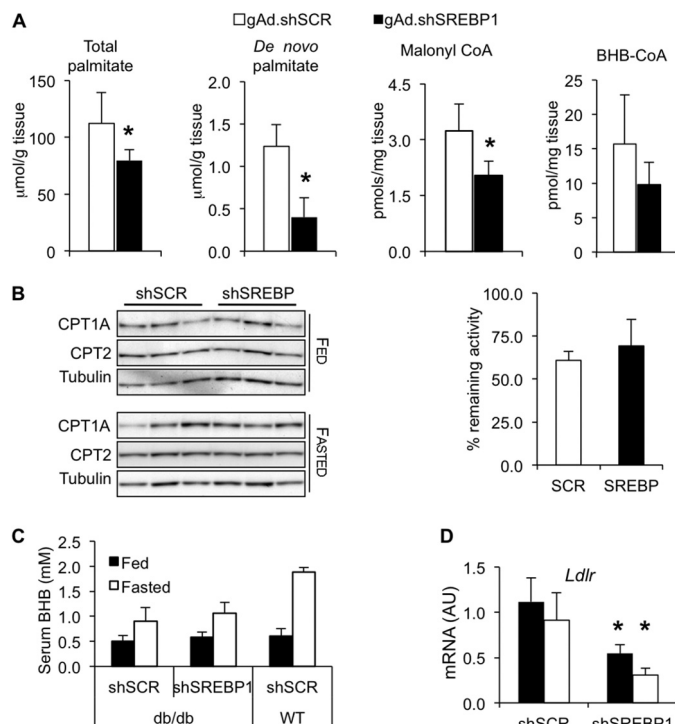 A
gAd.shSCR
gAd.shSREBP1
Total
palmitate
De novo
palmitate
Malonyl CoA
BHB-CoA
μmol/g tissue
150
100
50
0
*
μmol/g tissue
2.0
1.5
1.0
0.5
0.0
*
pmols/mg tissue
4.5
3.0
1.5
0.0
*
pmol/mg tissue
25
20
15
10
5
0
B
shSCR
shSREBP
CPT1A
CPT2
Tubulin
FED
CPT1A
CPT2
Tubulin
FASTED
% remaining activity
100.0
75.0
50.0
25.0
0.0
SCR
SREBP
C
Serum BHB (mM)
2.5
2.0
1.5
1.0
0.5
0.0
Fed
Fasted
shSCR
shSREBP1
shSCR
db/db
WT
D
mRNA (AU)
1.5
1.0
0.5
0.0
Ldlr
* *
shSCR
shSREBP1